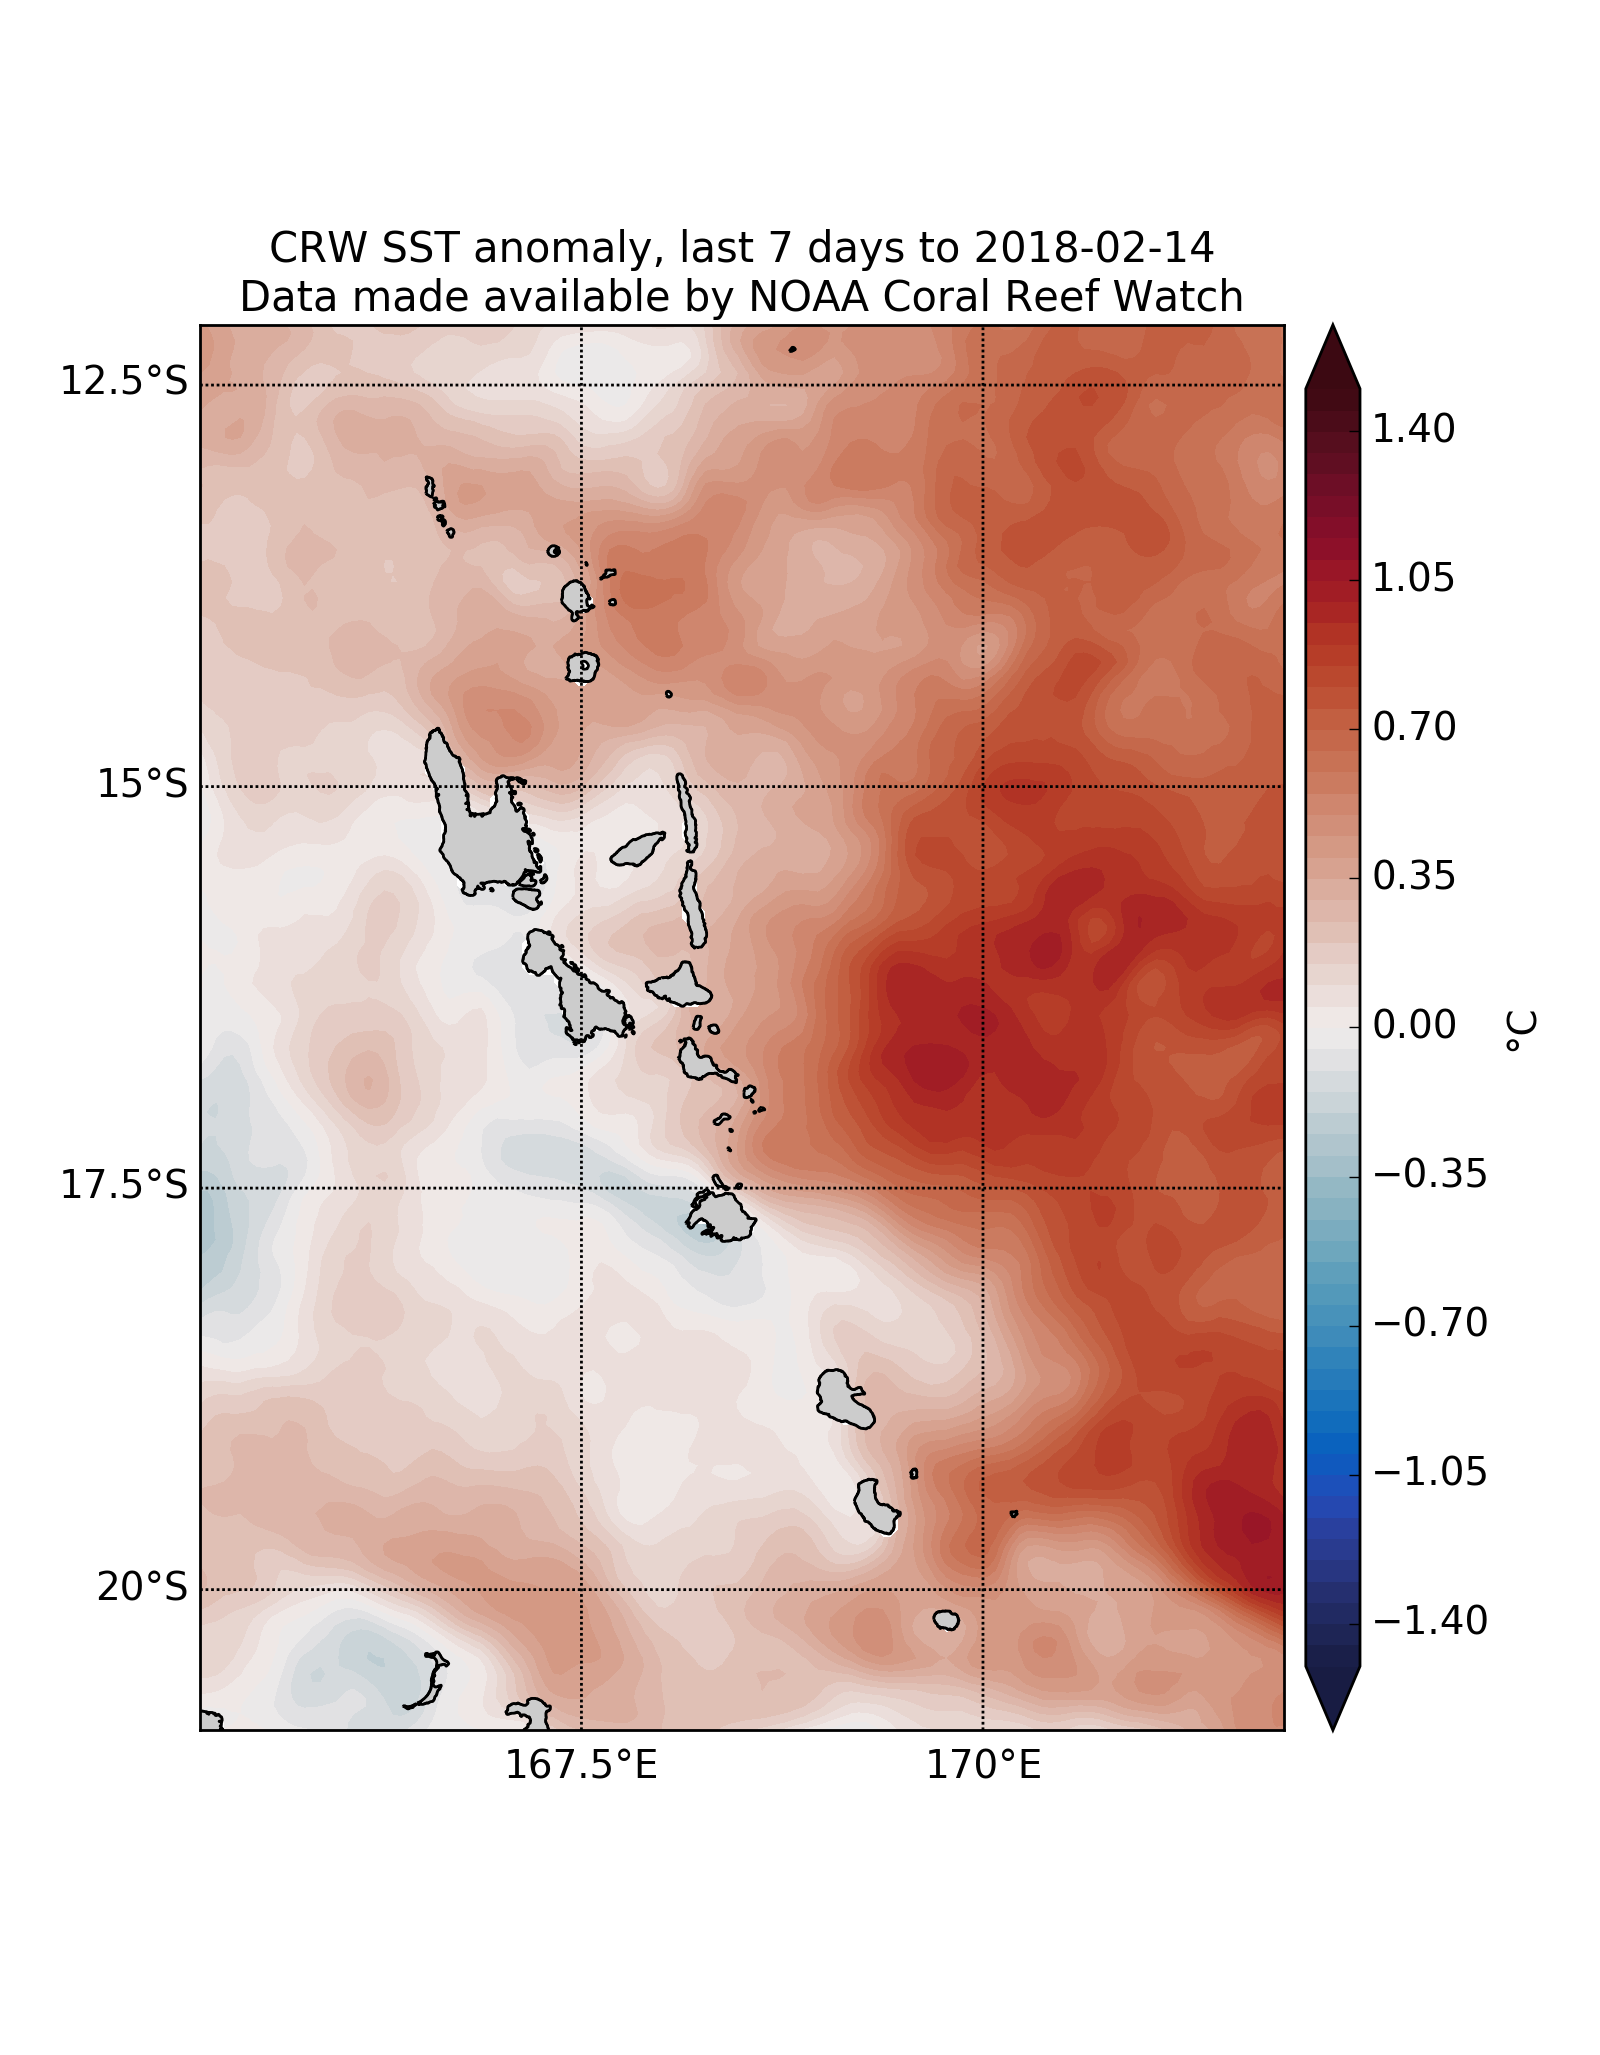 CRW SST anomaly, last 7 days to 2018-02-14
Data made available by NOAA Coral Reef Watch
12.5°S
15°S
17.5°S
20°S
167.5°E
170°E
1.40
1.05
0.70
0.35
0.00
−0.35
−0.70
−1.05
−1.40
°C